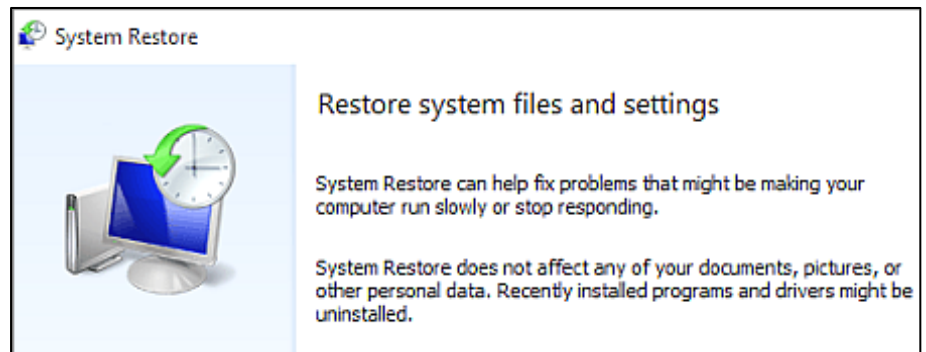 System Restore
Restore system files and settings
System Restore can help fix problems that might be making your
computer run slowly or stop responding.
System Restore does not affect any of your documents, pictures, or
other personal data. Recently installed programs and drivers might be
uninstalled.